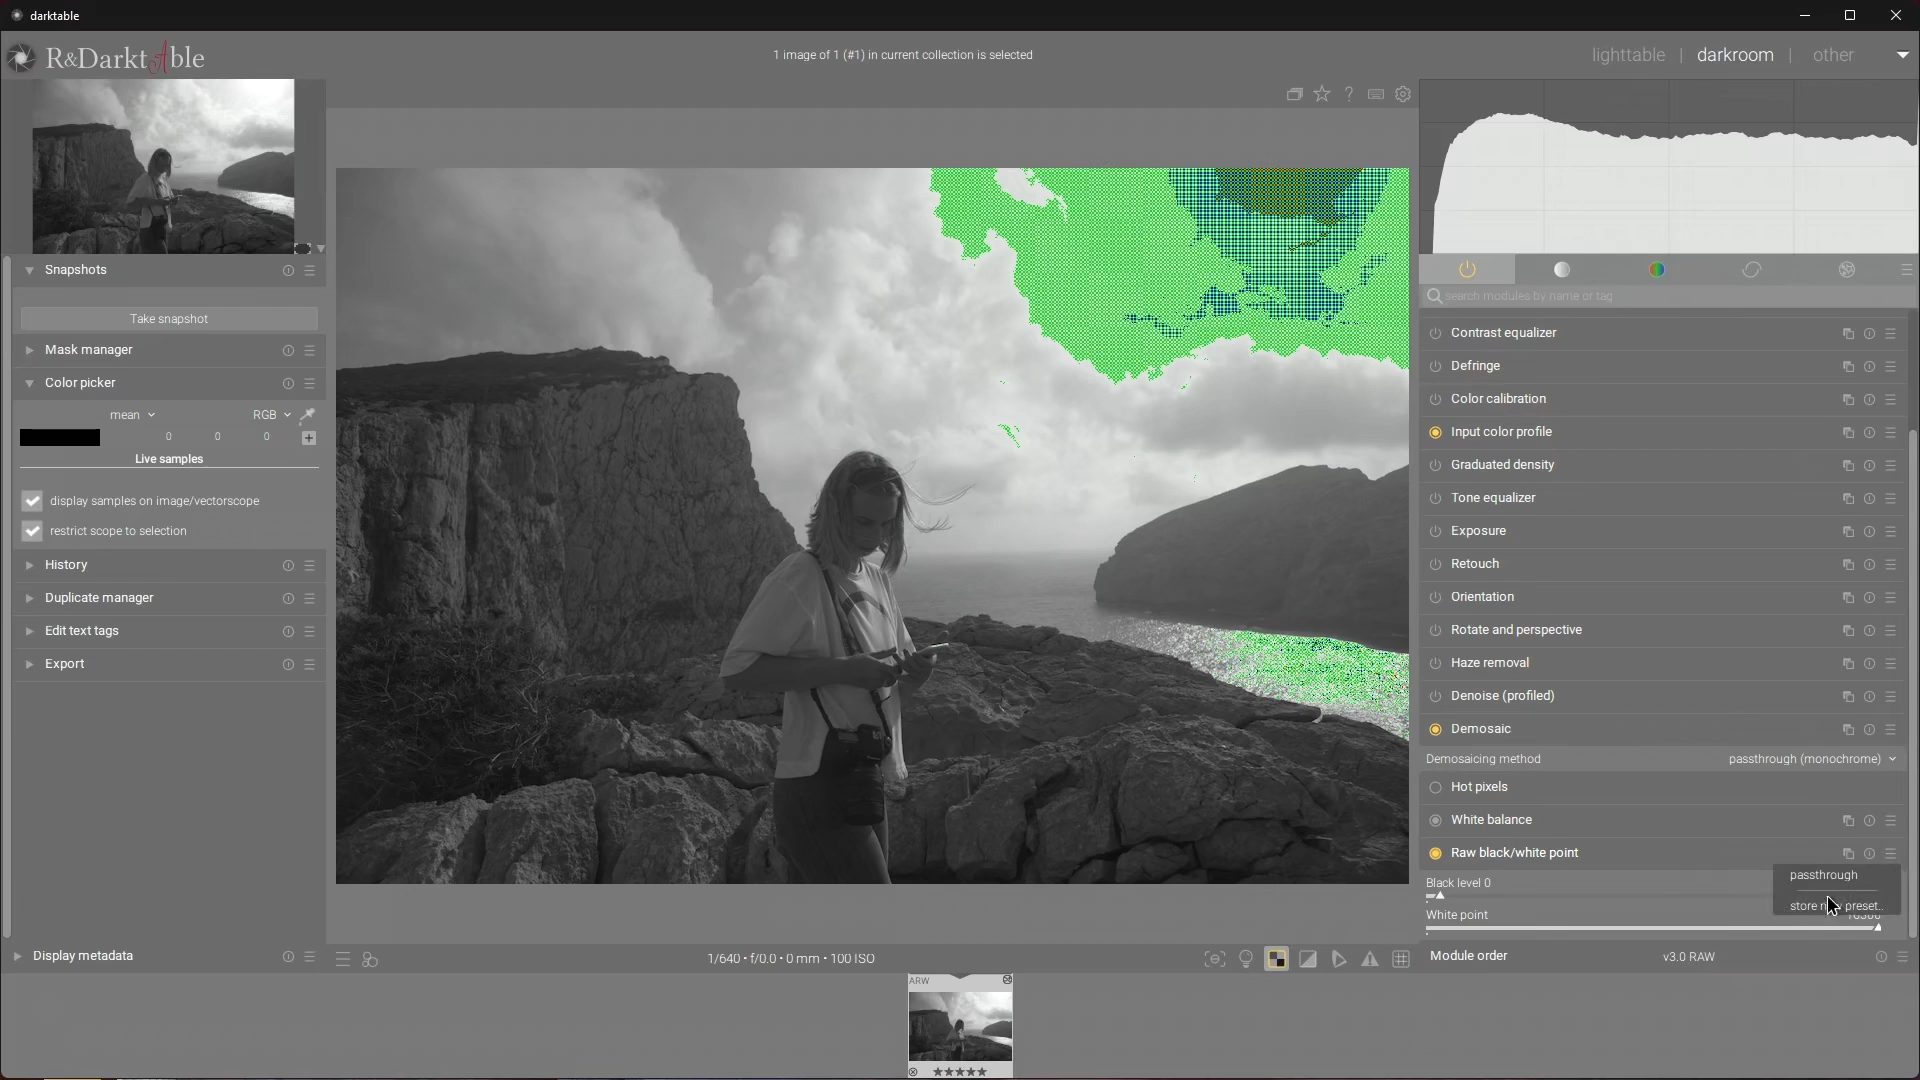 darktable
R&DarktAble
1 image of 1 (#1) in current collection is selected
lighttable | darkroom | other
Snapshots
Take snapshot
Mask manager
Color picker
mean
RGB
0 0 0
Live samples
display samples on image/vectorscope
restrict scope to selection
History
Duplicate manager
Edit text tags
Export
Display metadata
1/640 • f/0.0 • 0 mm • 100 ISO
search modules by name or tag
Contrast equalizer
Defringe
Color calibration
Input color profile
Graduated density
Tone equalizer
Exposure
Retouch
Orientation
Rotate and perspective
Haze removal
Denoise (profiled)
Demosaic
Demosaicing method passthrough (monochrome)
Hot pixels
White balance
Raw black/white point
passthrough
Black level 0
store preset..
White point
Module order v3.0 RAW
ARW